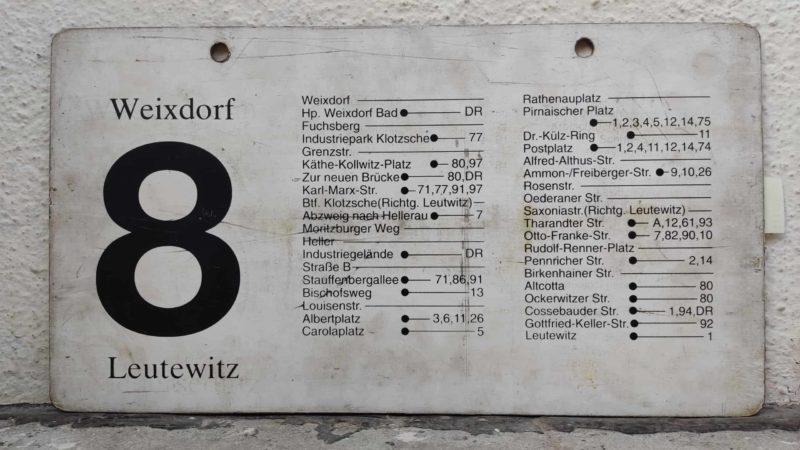 Weixdorf
8
Leutewitz
Weixdorf
Hp. Weixdorf Bad DR
Fuchsberg
Industriepark Klotzsche 77
Grenzstr.
Käthe-Kollwitz-Platz 80,97
Zur neuen Brücke 80,DR
Karl-Marx-Str. 71,77,91,97
Btf. Klotzsche(Richtg. Leutwitz)
Abzweig nach Hellerau 7
Moritzburger Weg
Heller
Industriegelände DR
Straße B
Stauffenbergallee 71,86,91
Bischofsweg 13
Louisenstr.
Albertplatz 3,6,11,26
Carolaplatz 5
Rathenauplatz
Pirnaischer Platz
1,2,3,4,5,12,14,75
Dr.-Külz-Ring 11
Postplatz 1,2,4,11,12,14,74
Alfred-Althus-Str.
Ammon-/Freiberger-Str. 9,10,26
Rosenstr.
Oederaner Str.
Saxoniastr.(Richtg. Leutewitz)
Tharandter Str. A,12,61,93
Otto-Franke-Str. 7,82,90,10
Rudolf-Renner-Platz
Pennricher Str. 2,14
Birkenhainer Str.
Altcotta 80
Ockerwitzer Str. 80
Cossebauder Str. 1,94,DR
Gottfried-Keller-Str. 92
Leutewitz 1